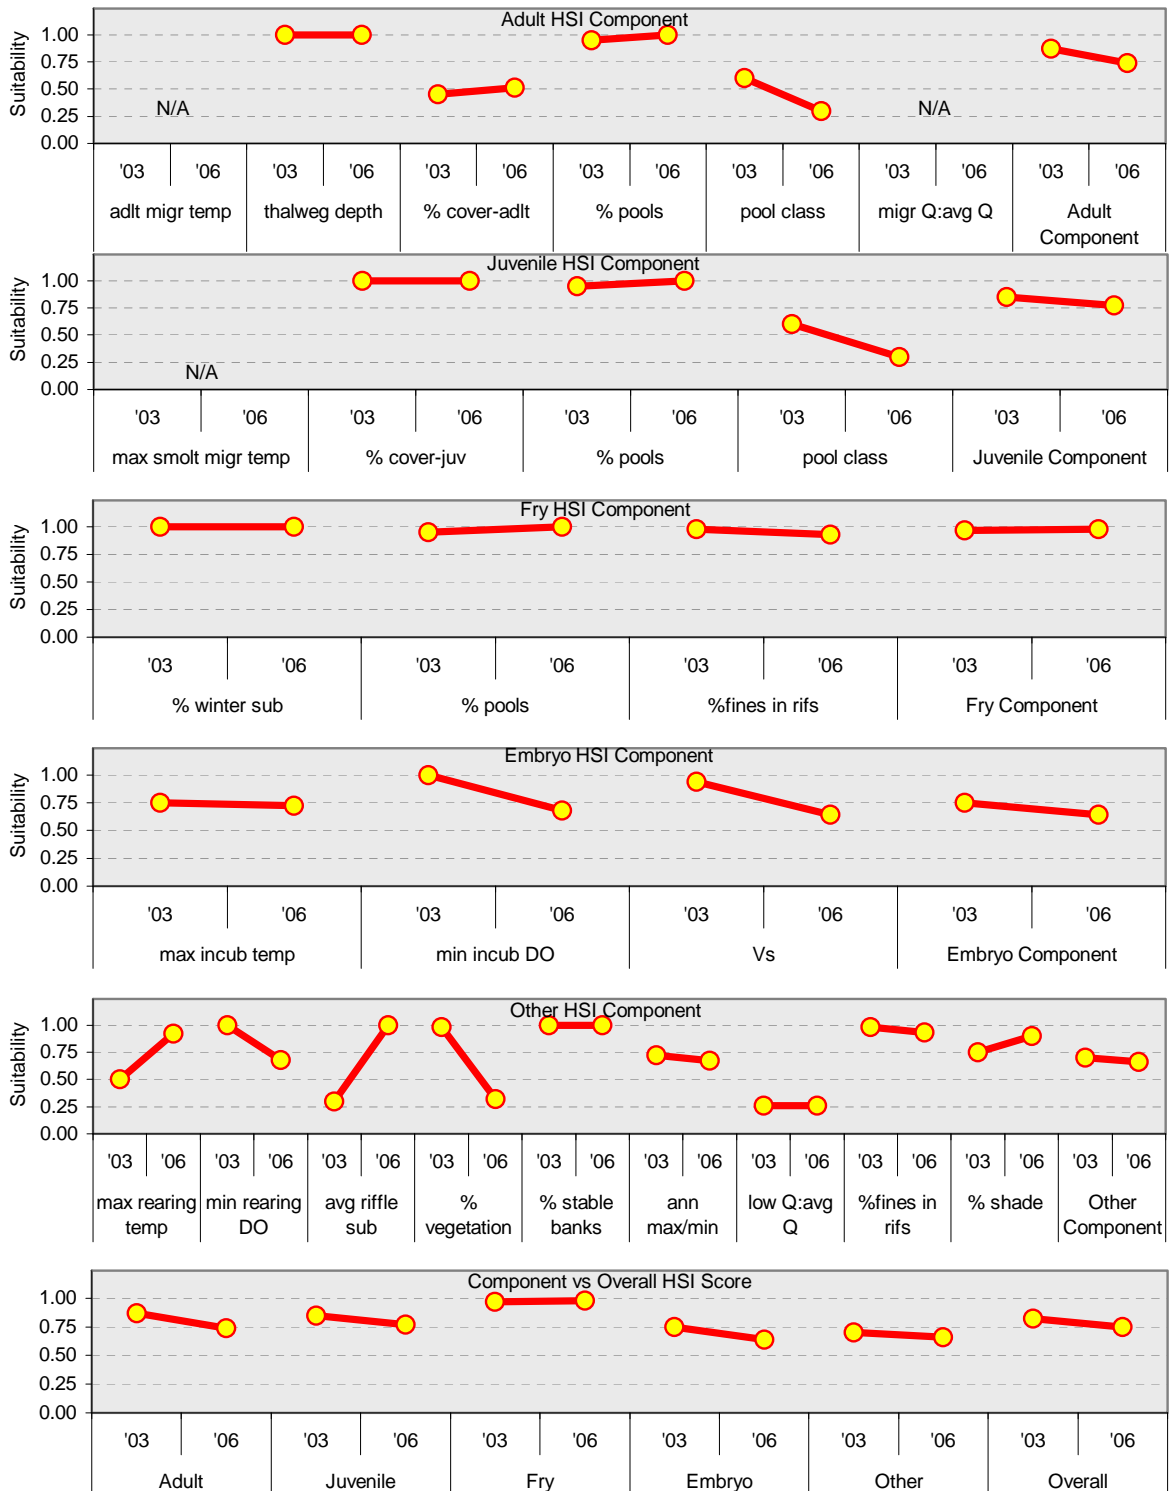 Adult HSI Component
Suitability
1.00
0.75
0.50
0.25
0.00
N/A
N/A
'03 '06 '03 '06 '03 '06 '03 '06 '03 '06 '03 '06 '03 '06
adlt migr temp thalweg depth % cover-adlt % pools pool class migr Q:avg Q Adult
Component
Juvenile HSI Component
Suitability
1.00
0.75
0.50
0.25
0.00
N/A
'03 '06 '03 '06 '03 '06 '03 '06 '03 '06
max smolt migr temp % cover-juv % pools pool class Juvenile Component
Fry HSI Component
Suitability
1.00
0.75
0.50
0.25
0.00
'03 '06 '03 '06 '03 '06 '03 '06
% winter sub % pools %fines in rifs Fry Component
Embryo HSI Component
Suitability
1.00
0.75
0.50
0.25
0.00
'03 '06 '03 '06 '03 '06 '03 '06
max incub temp min incub DO Vs Embryo Component
Other HSI Component
Suitability
1.00
0.75
0.50
0.25
0.00
'03 '06 '03 '06 '03 '06 '03 '06 '03 '06 '03 '06 '03 '06 '03 '06 '03 '06 '03 '06
max rearing min rearing avg riffle % % stable ann low Q:avg %fines in % shade Other
temp DO sub vegetation banks max/min Q rifs Component
Component vs Overall HSI Score
1.00
0.75
0.50
0.25
0.00
'03 '06 '03 '06 '03 '06 '03 '06 '03 '06 '03 '06
Adult Juvenile Fry Embryo Other Overall